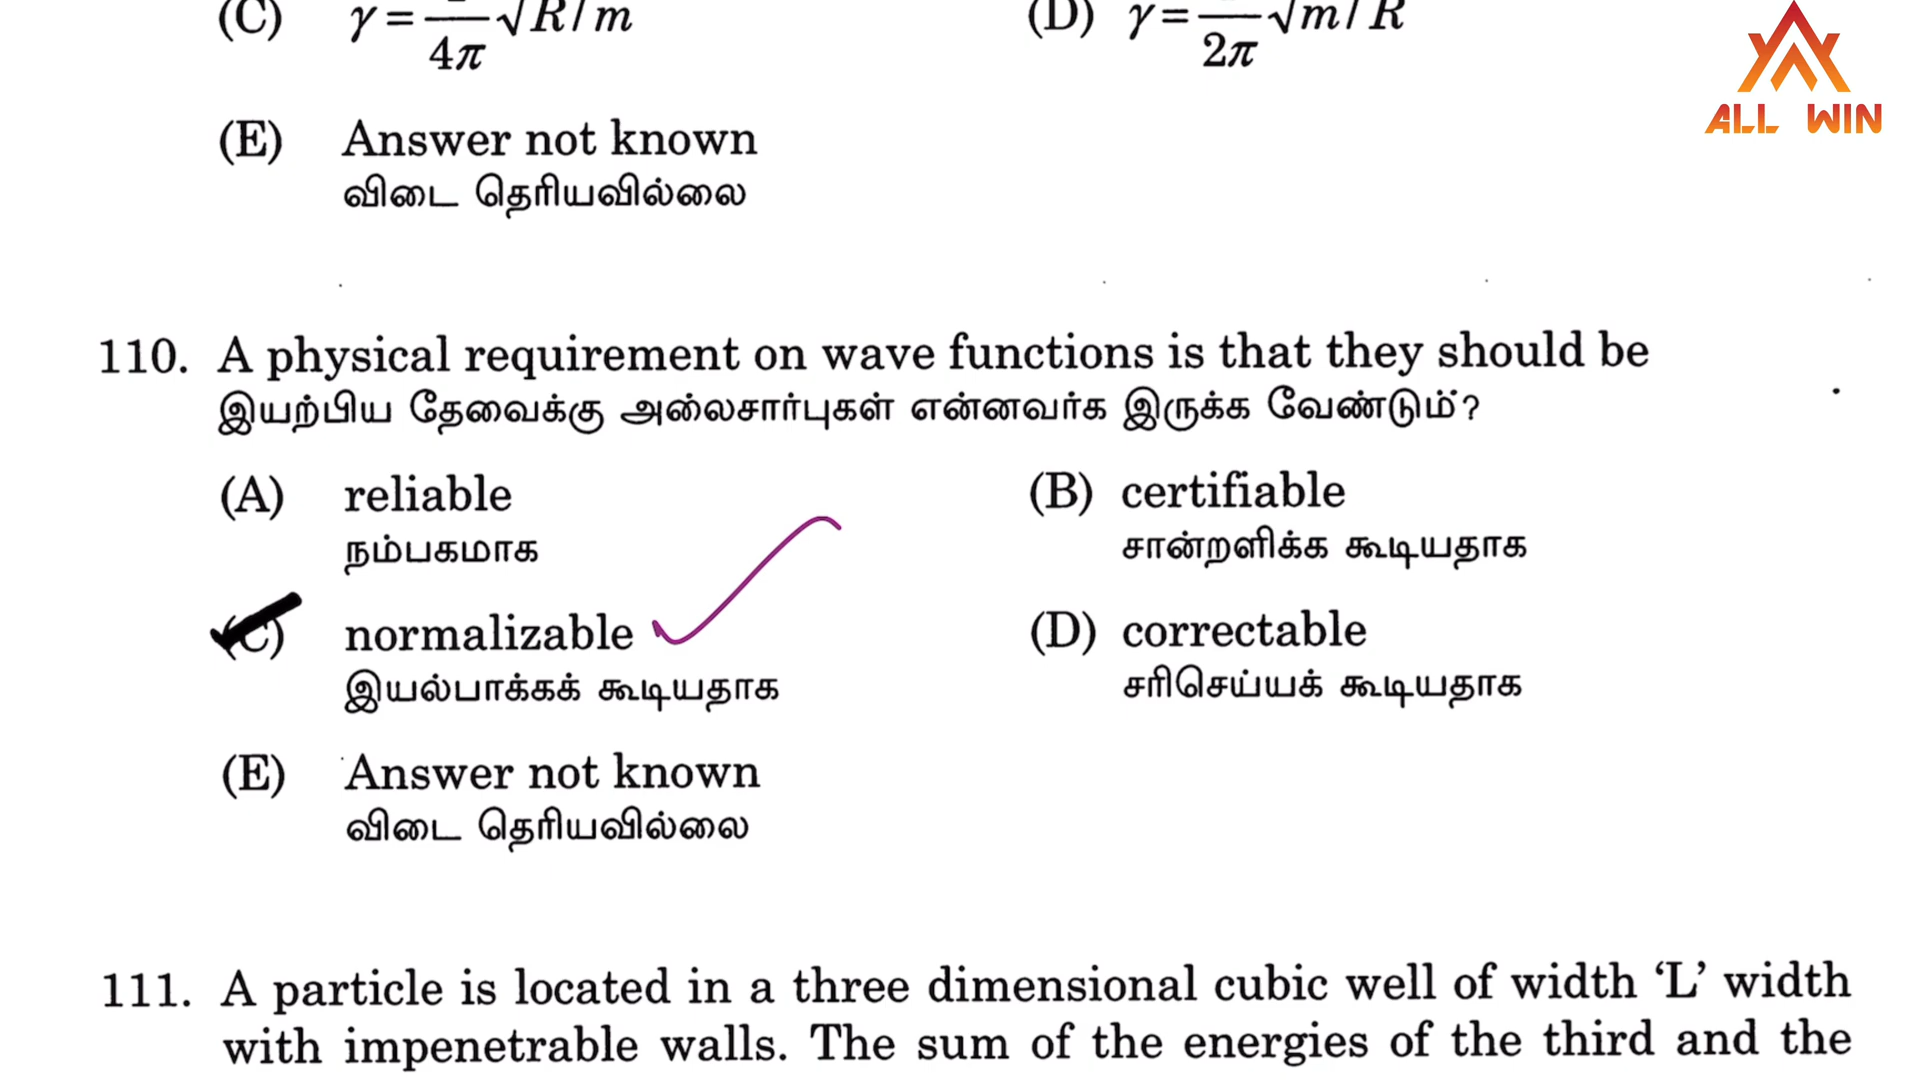 (C) γ = —/4π √R/m (D) γ = —/2π √m/R
(E) Answer not known
விடை தெரியவில்லை
ALL WIN
110. A physical requirement on wave functions is that they should be
இயற்பிய தேவைக்கு அன்லசார்புகள் என்னவர்க இருக்க வேண்டும்?
(A) reliable (B) certifiable
நம்பகமாக சான்றளிக்க கூடியதாக
(C) normalizable (D) correctable
இயல்பாக்கக் கூடியதாக சரிசெய்யக் கூடியதாக
(E) Answer not known
விடை தெரியவில்லை
111. A particle is located in a three dimensional cubic well of width ‘L’ width
with impenetrable walls. The sum of the energies of the third and the